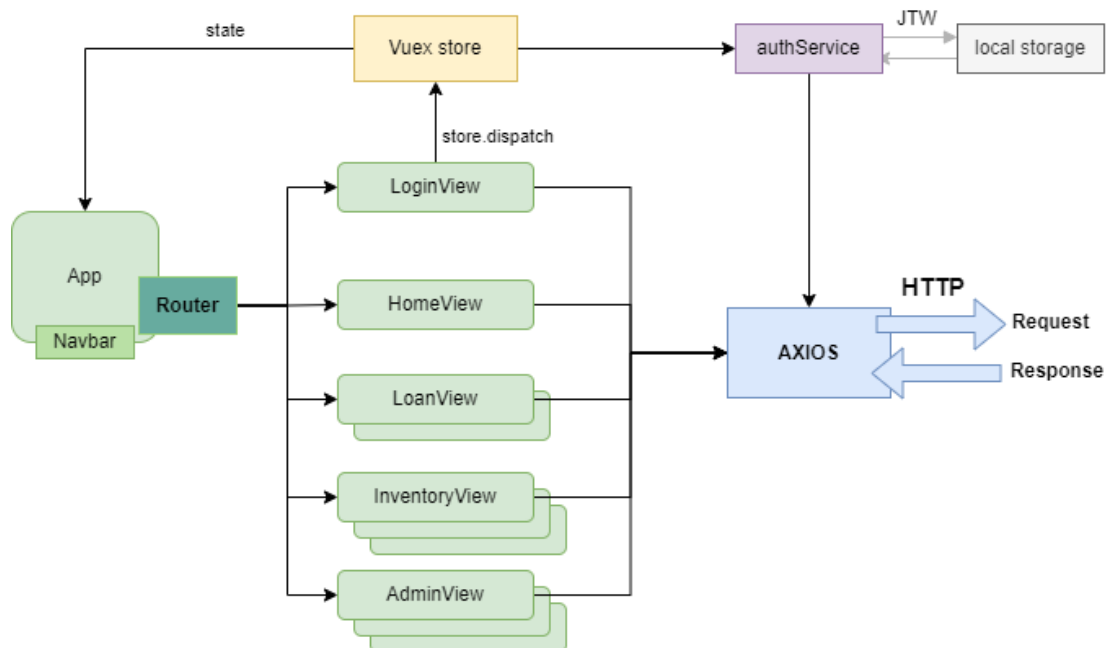 state
Vuex store
authService
JTW
local storage
store.dispatch
LoginView
App
Router
Navbar
HomeView
HTTP
Request
AXIOS
Response
LoanView
InventoryView
AdminView